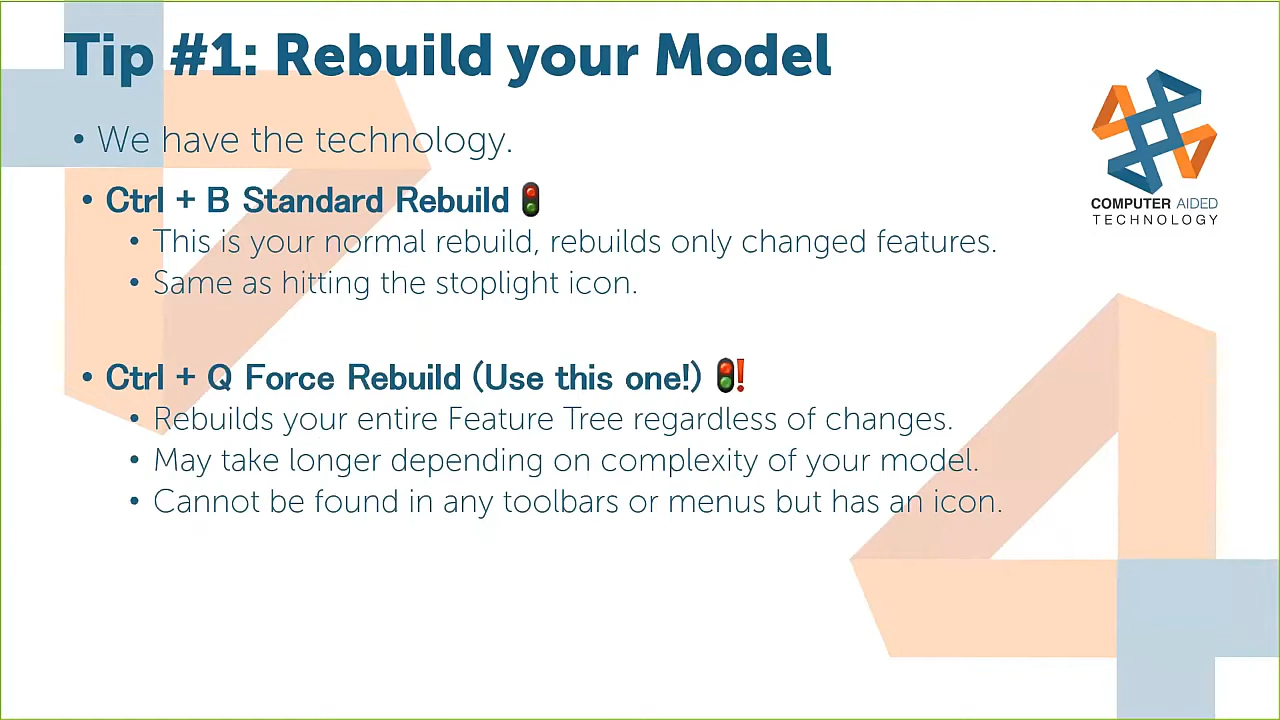 Tip #1: Rebuild your Model
• We have the technology.
• Ctrl + B Standard Rebuild
• This is your normal rebuild, rebuilds only changed features.
• Same as hitting the stoplight icon.
• Ctrl + Q Force Rebuild (Use this one!)
• Rebuilds your entire Feature Tree regardless of changes.
• May take longer depending on complexity of your model.
• Cannot be found in any toolbars or menus but has an icon.
COMPUTER AIDED
TECHNOLOGY